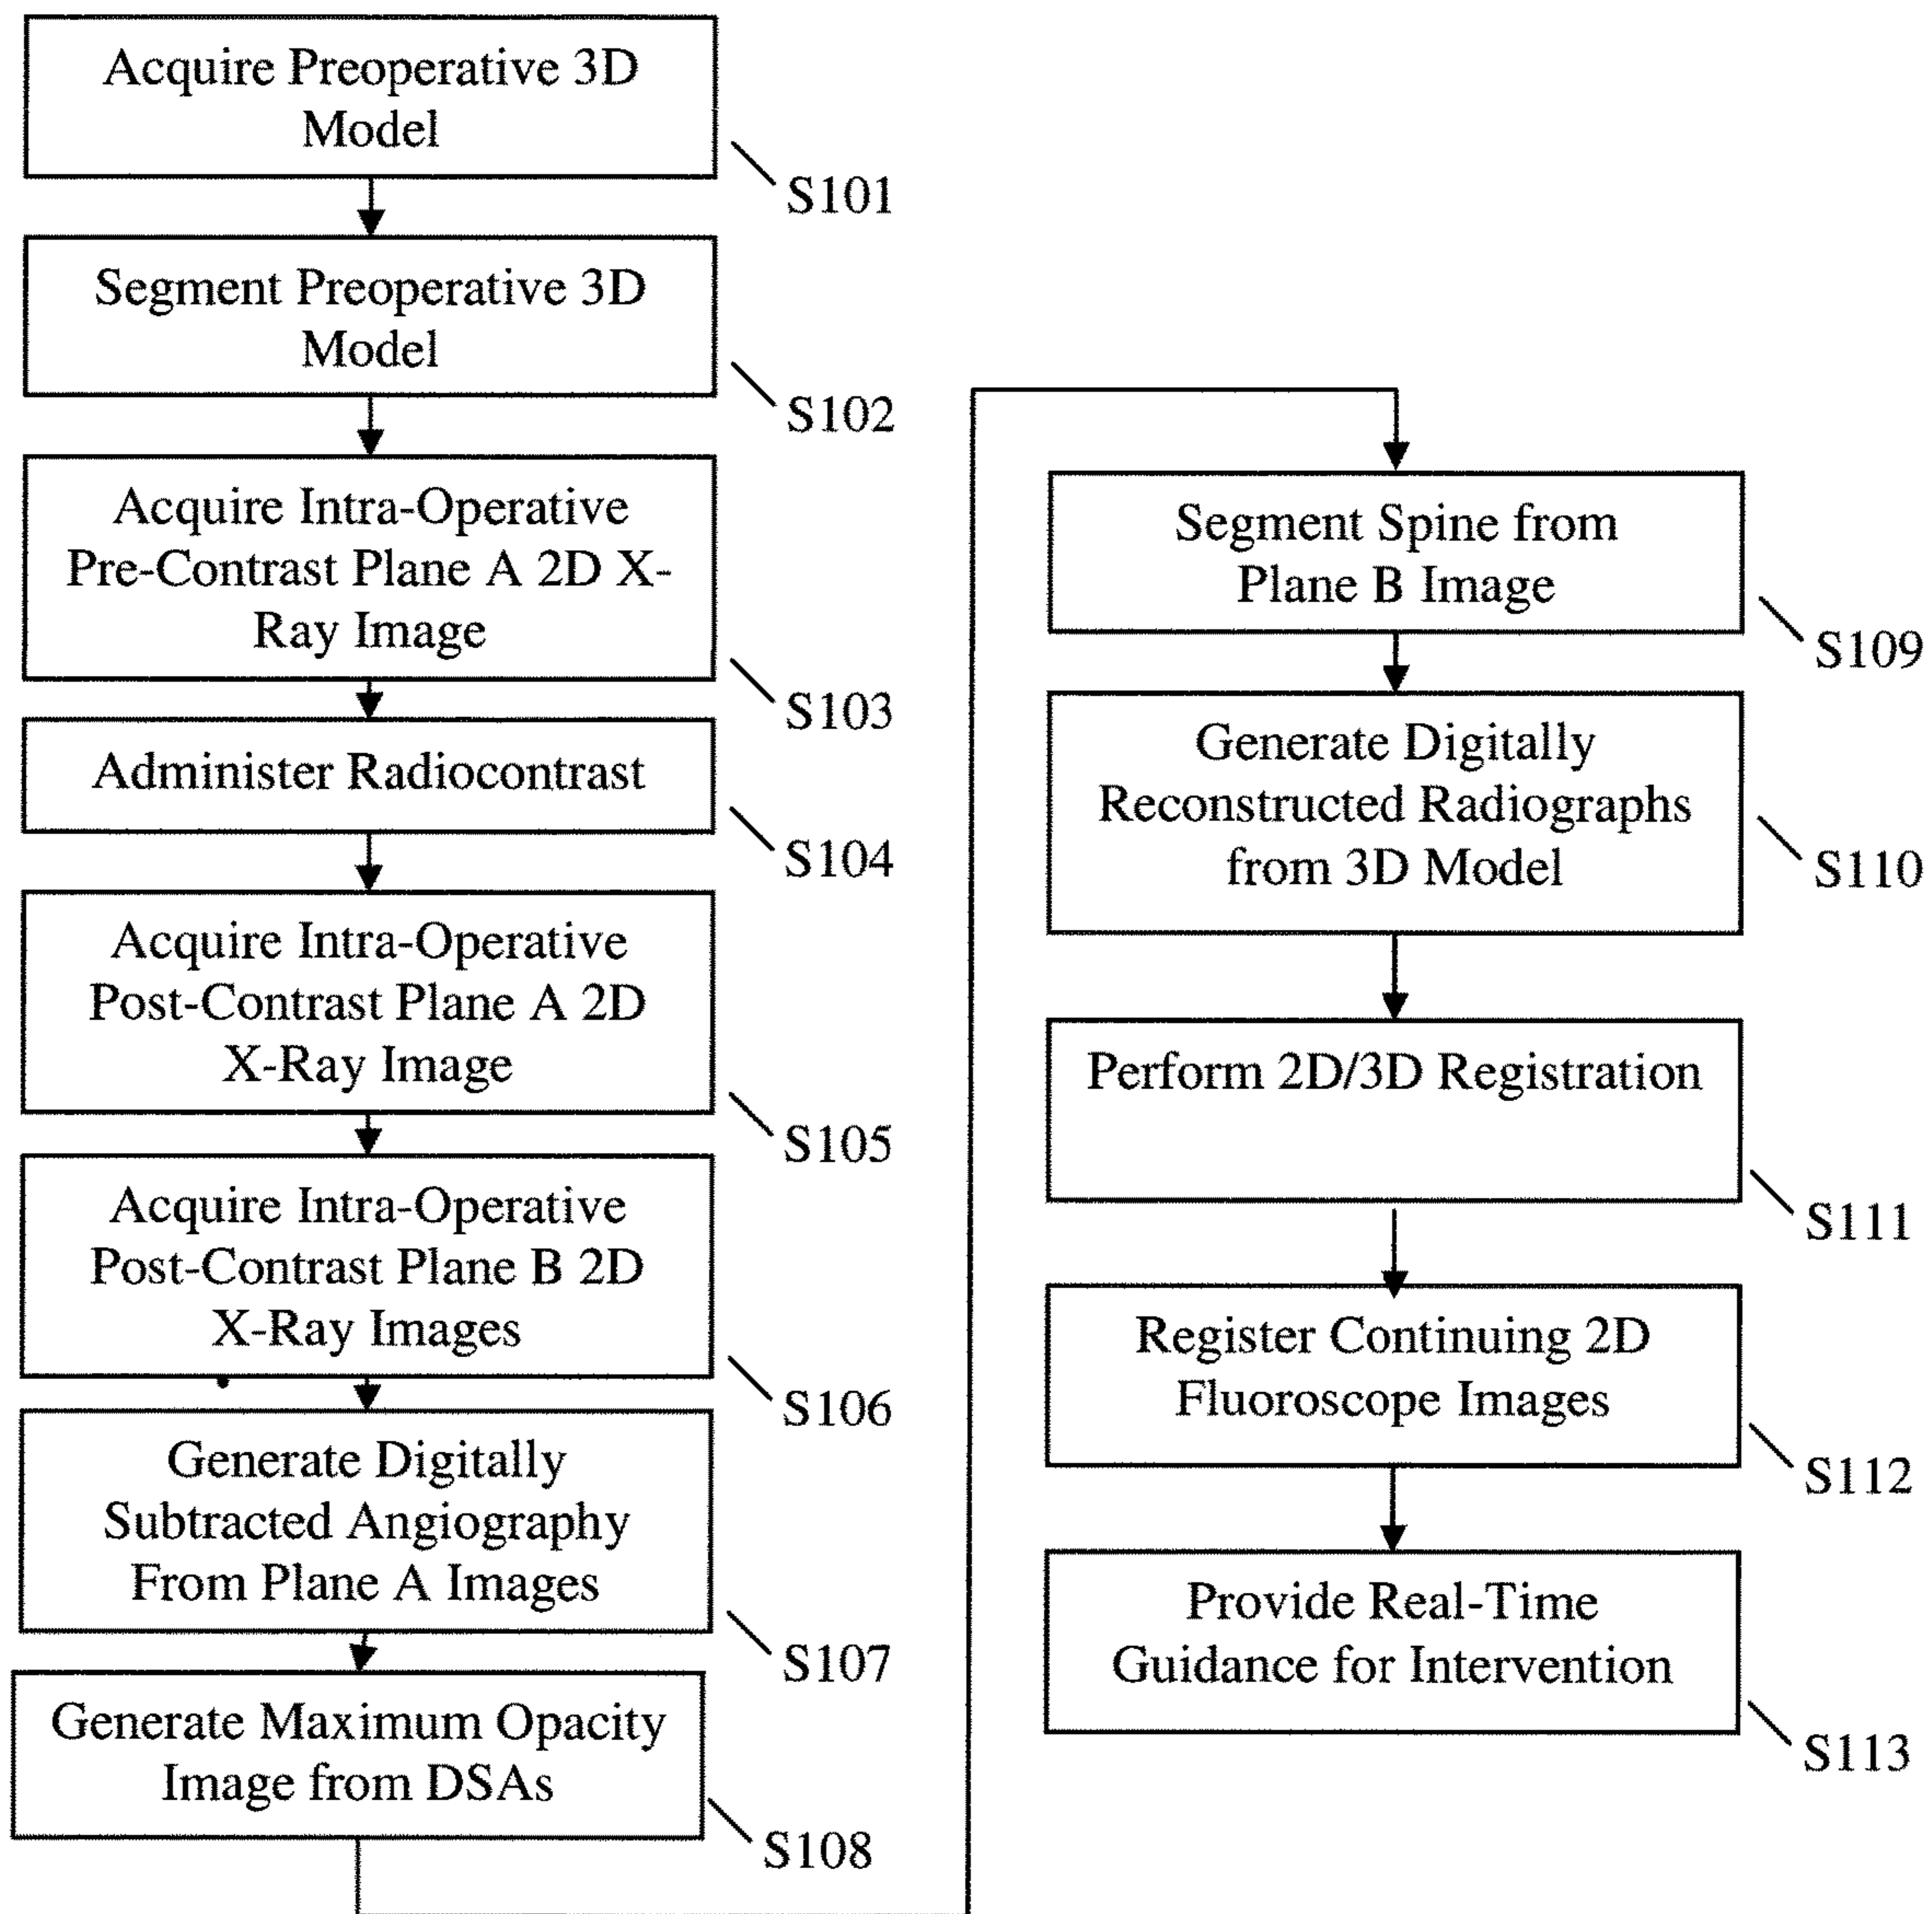 Acquire Preoperative 3D
Model
S101
Segment Preoperative 3D
Model
S102
Acquire Intra-Operative
Pre-Contrast Plane A 2D X-
Ray Image
S103
Administer Radiocontrast
S104
Acquire Intra-Operative
Post-Contrast Plane A 2D
X-Ray Image
S105
Acquire Intra-Operative
Post-Contrast Plane B 2D
X-Ray Images
S106
Generate Digitally
Subtracted Angiography
From Plane A Images
S107
Generate Maximum Opacity
Image from DSAs
S108
Segment Spine from
Plane B Image
S109
Generate Digitally
Reconstructed Radiographs
from 3D Model
S110
Perform 2D/3D Registration
S111
Register Continuing 2D
Fluoroscope Images
S112
Provide Real-Time
Guidance for Intervention
S113